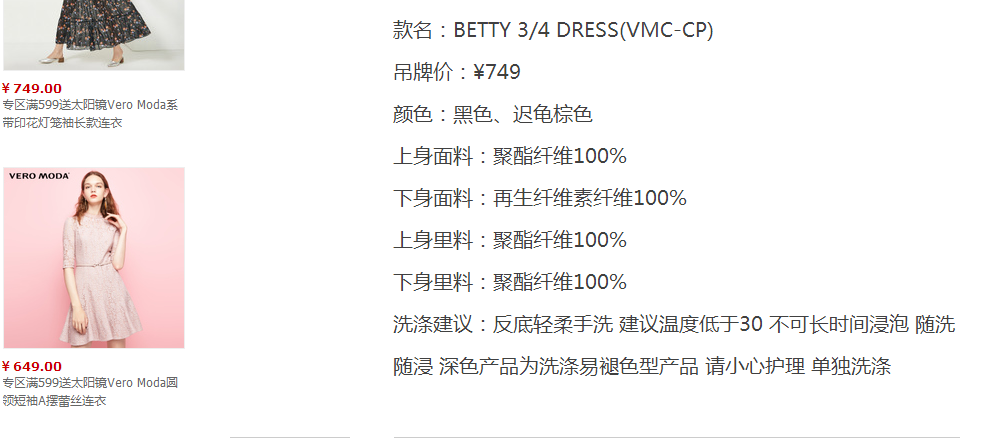 ¥ 749.00
专区满599送太阳镜Vero Moda系
带印花灯笼袖长款连衣
VERO MODA
¥ 649.00
专区满599送太阳镜Vero Moda圆
领短袖A摆蕾丝连衣
款名：BETTY 3/4 DRESS(VMC-CP)
吊牌价：¥749
颜色：黑色、迟龟棕色
上身面料：聚酯纤维100%
下身面料：再生纤维素纤维100%
上身里料：聚酯纤维100%
下身里料：聚酯纤维100%
洗涤建议：反底轻柔手洗 建议温度低于30 不可长时间浸泡 随洗
随浸 深色产品为洗涤易褪色型产品 请小心护理 单独洗涤